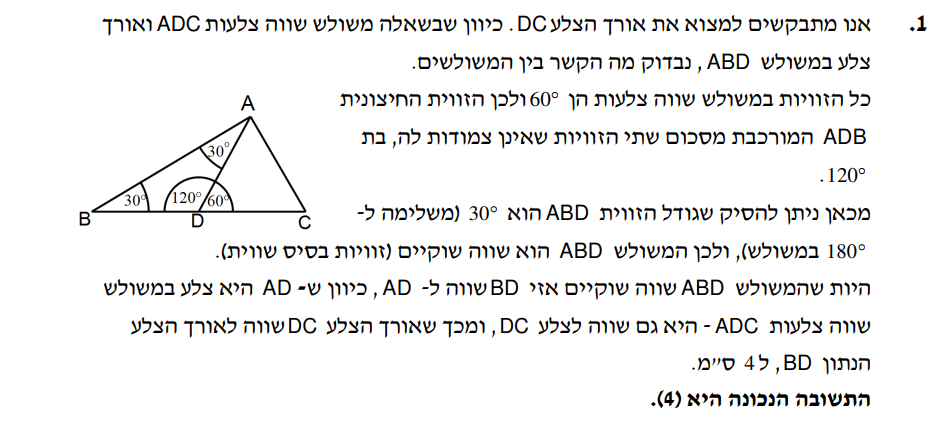 1. אנו מתבקשים למצוא את אורך הצלע DC. כיוון שבשאלה משולש שווה צלעות ADC ואורך
צלע במשולש ABD, נבדוק מה הקשר בין המשולשים.
כל הזוויות במשולש שווה צלעות הן 60° ולכן הזווית החיצונית
ADB המורכבת מסכום שתי הזוויות שאינן צמודות לה, בת
120°.
מכאן ניתן להסיק שגודל הזווית ABD הוא 30° (משלימה ל-
180° במשולש), ולכן המשולש ABD הוא שווה שוקיים (זוויות בסיס שוויות).
היות שהמשולש ABD שווה שוקיים אזי BD שווה ל- AD, כיוון ש- AD היא צלע במשולש
שווה צלעות ADC - היא גם שווה לצלע DC, ומכך שאורך הצלע DC שווה לאורך הצלע
הנתון BD, ל 4 ס״מ.
התשובה הנכונה היא (4).
A
30°
30° 120° 60°
B D C